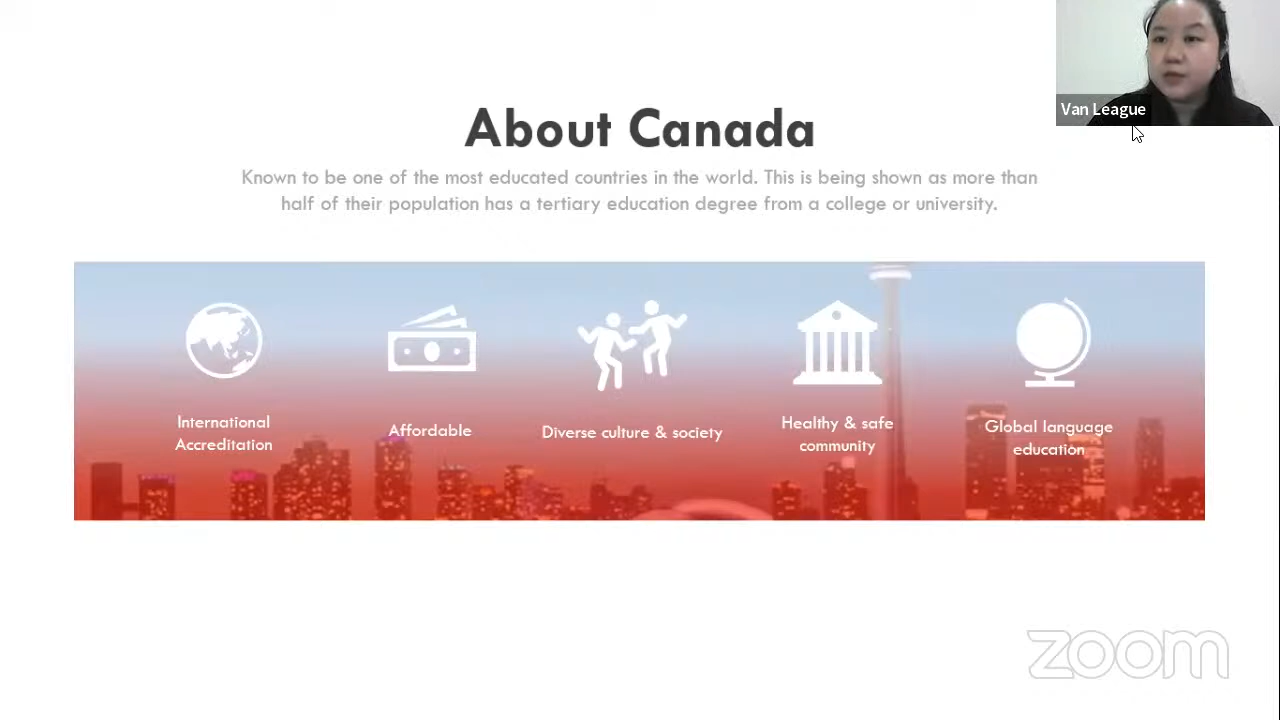 Van League
About Canada
Known to be one of the most educated countries in the world. This is being shown as more than
half of their population has a tertiary education degree from a college or university.
International
Accreditation
Affordable
Diverse culture & society
Healthy & safe
community
Global language
education
zoom